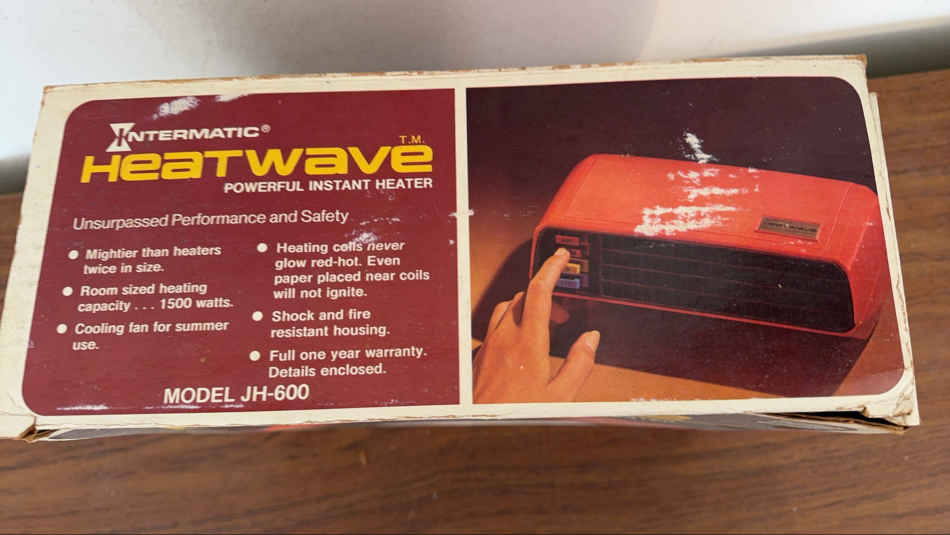 INTERMATIC®
HEATWAVE T.M.
POWERFUL INSTANT HEATER
Unsurpassed Performance and Safety
● Mightier than heaters
twice in size.
● Room sized heating
capacity . . . 1500 watts.
● Cooling fan for summer
use.
● Heating coils never
glow red-hot. Even
paper placed near coils
will not ignite.
● Shock and fire
resistant housing.
● Full one year warranty.
Details enclosed.
MODEL JH-600